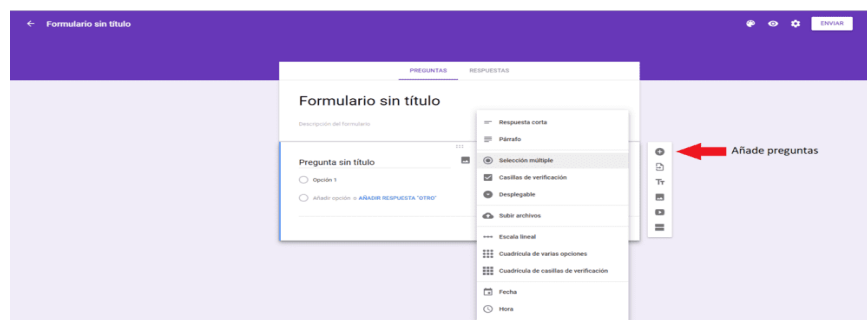 Formulario sin título
ENVIAR
PREGUNTAS RESPUESTAS
Formulario sin título
Descripción del formulario
Pregunta sin título
Opción 1
Añadir opción o AÑADIR RESPUESTA "OTRO"
Respuesta corta
Párrafo
Selección múltiple
Casillas de verificación
Desplegable
Subir archivos
Escala lineal
Cuadrícula de varias opciones
Cuadrícula de casillas de verificación
Fecha
Hora
Tт
Añade preguntas